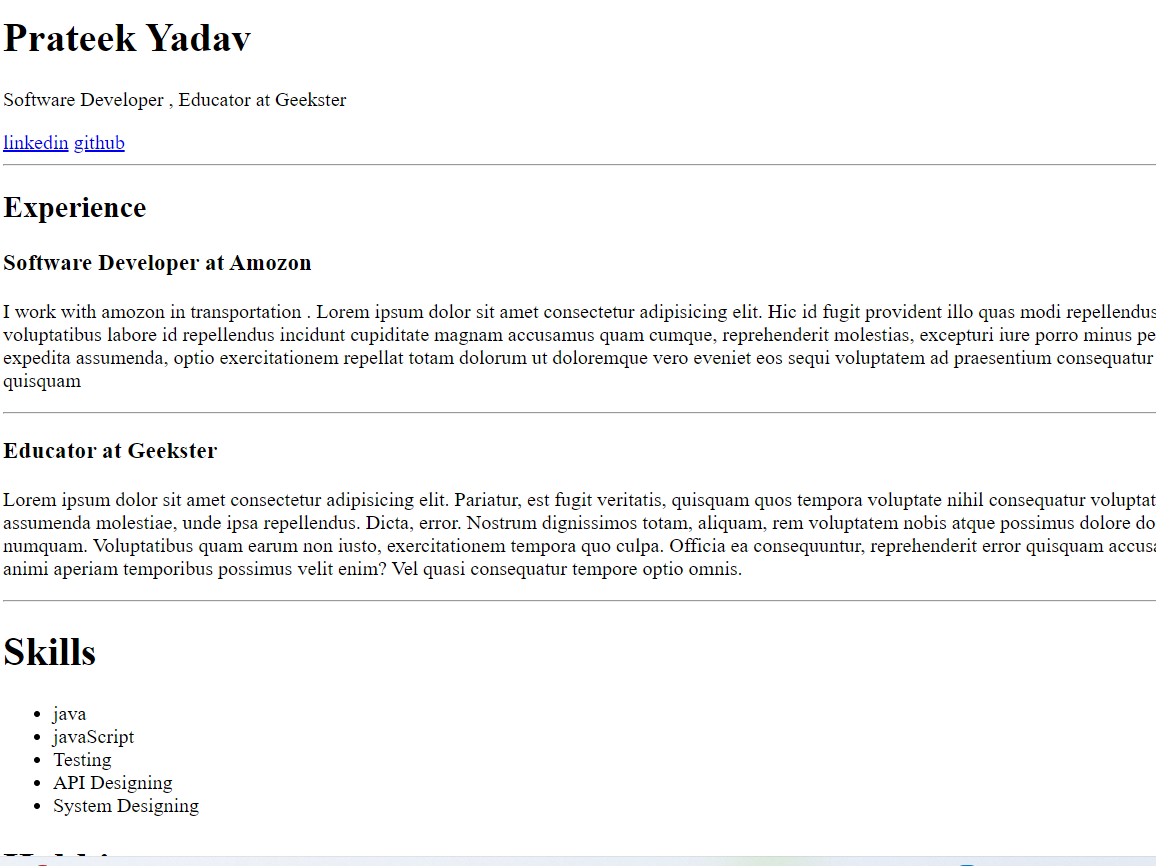 Prateek Yadav
Software Developer , Educator at Geekster
linkedin github
Experience
Software Developer at Amozon
I work with amozon in transportation . Lorem ipsum dolor sit amet consectetur adipisicing elit. Hic id fugit provident illo quas modi repellendus
voluptatibus labore id repellendus incidunt cupiditate magnam accusamus quam cumque, reprehenderit molestias, excepturi iure porro minus pe
expedita assumenda, optio exercitationem repellat totam dolorum ut doloremque vero eveniet eos sequi voluptatem ad praesentium consequatur
quisquam
Educator at Geekster
Lorem ipsum dolor sit amet consectetur adipisicing elit. Pariatur, est fugit veritatis, quisquam quos tempora voluptate nihil consequatur voluptat
assumenda molestiae, unde ipsa repellendus. Dicta, error. Nostrum dignissimos totam, aliquam, rem voluptatem nobis atque possimus dolore do
numquam. Voluptatibus quam earum non iusto, exercitationem tempora quo culpa. Officia ea consequuntur, reprehenderit error quisquam accusa
animi aperiam temporibus possimus velit enim? Vel quasi consequatur tempore optio omnis.
Skills
java
javaScript
Testing
API Designing
System Designing